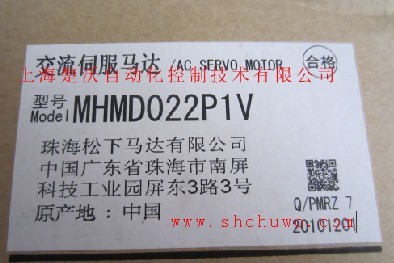 交流伺服马达 /AC SERVO MOTOR 合格
上海楚沃自动化控制技术有限公司
型号
Model MHMD022P1V
珠海松下马达有限公司
中国广东省珠海市南屏
科技工业园屏东3路3号
原产地：中国
Q/PMRZ 7
20101201
www.shchuwo.com